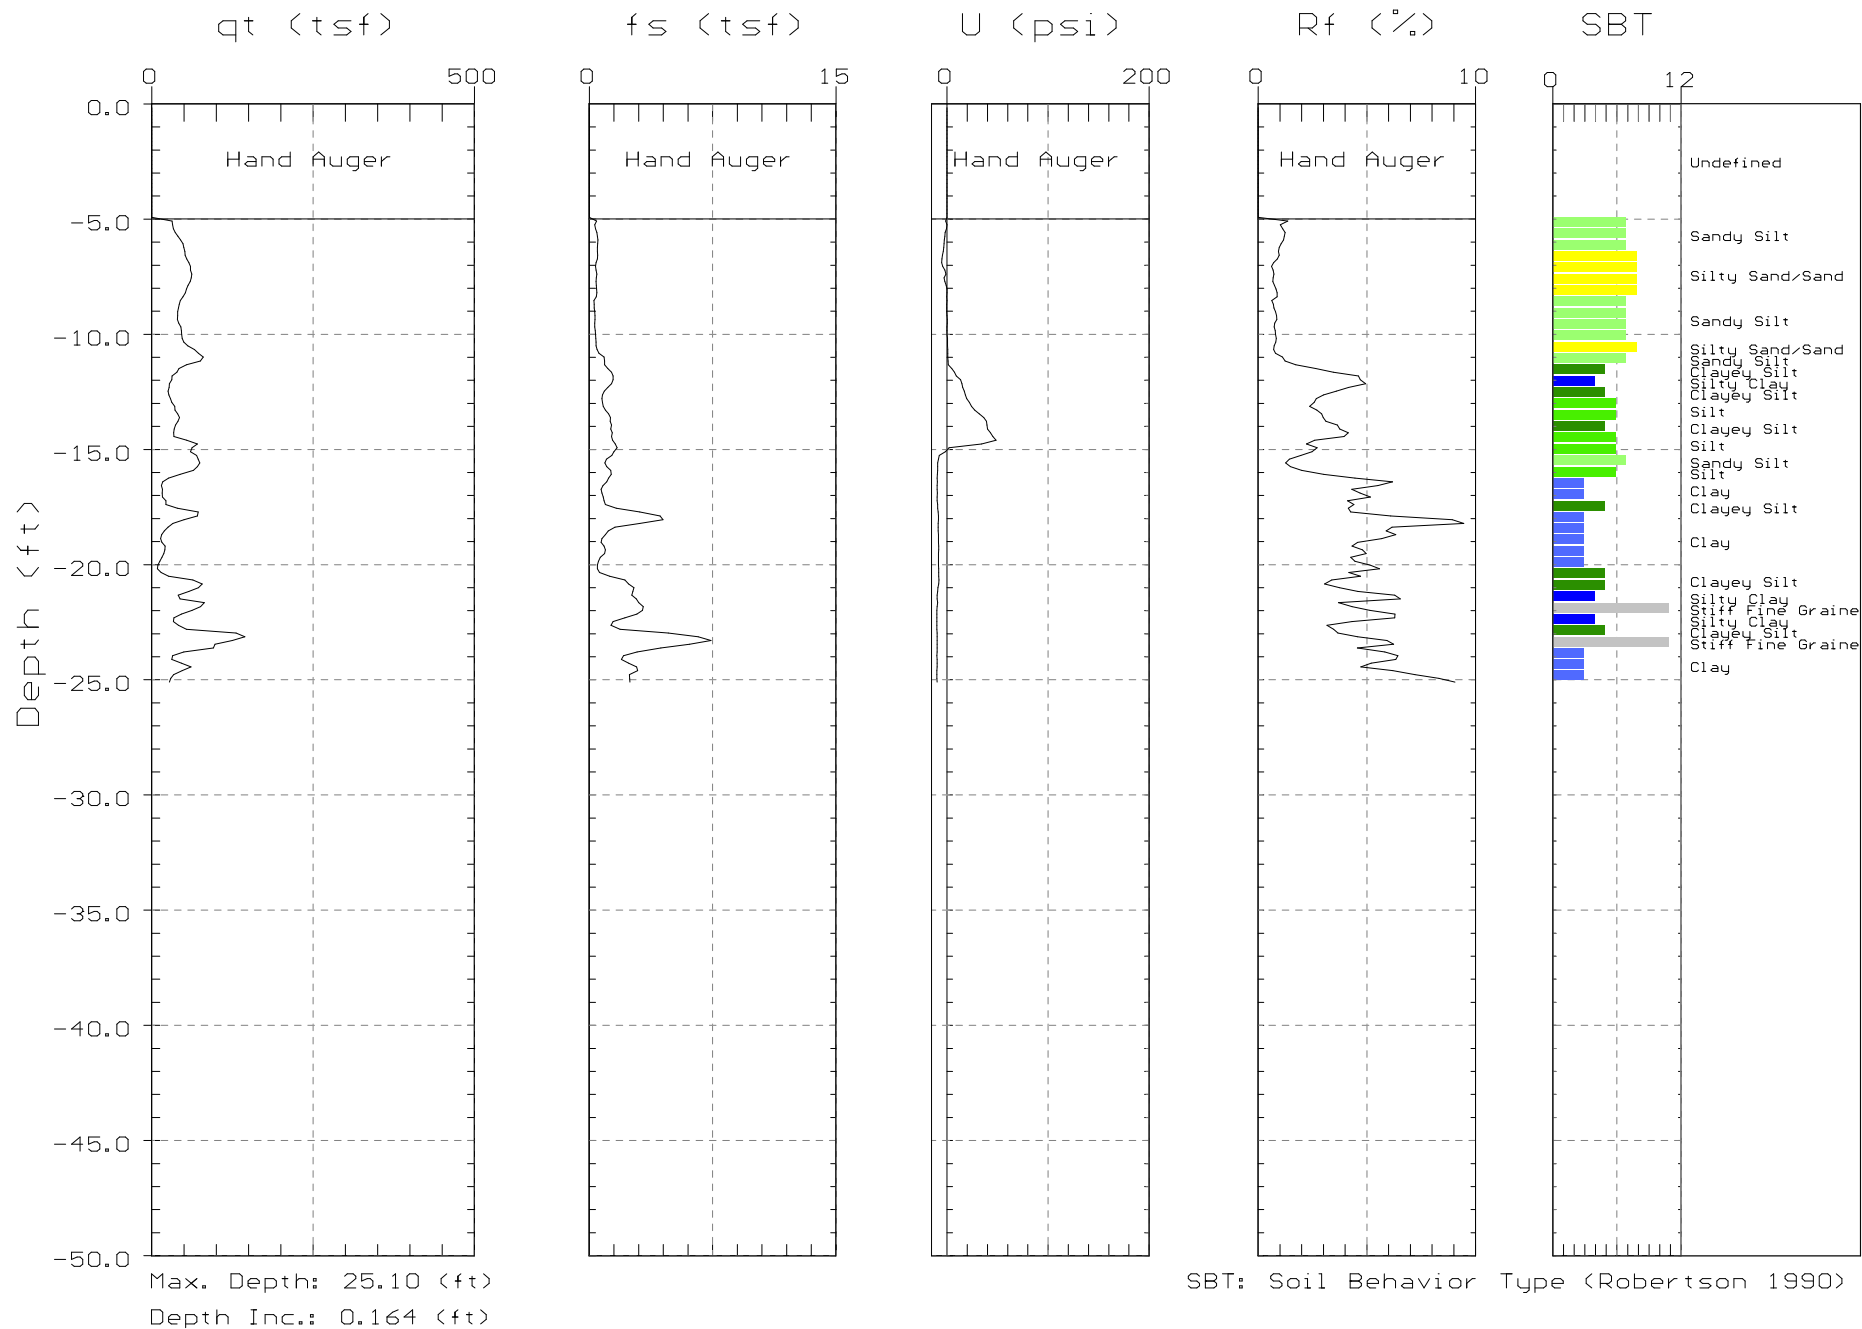 qt (tsf) fs (tsf) U (psi) Rf (%) SBT
0 500 0 15 0 200 0 10 0 12
0.0
Hand Auger Hand Auger Hand Auger Hand Auger Undefined
-5.0
Sandy Silt
Silty Sand/Sand
Sandy Silt
-10.0
Silty Sand/Sand
Sandy Silt
Clayey Silt
Silty Clay
Clayey Silt
Silt
Clayey Silt
Silt
-15.0
Sandy Silt
Silt
Clay
Clayey Silt
Clay
-20.0
Clayey Silt
Silty Clay
Stiff Fine Graine
Silty Clay
Clayey Silt
Stiff Fine Graine
Clay
-25.0
Depth (ft)
-30.0
-35.0
-40.0
-45.0
-50.0
Max. Depth: 25.10 (ft) SBT: Soil Behavior Type (Robertson 1990)
Depth Inc.: 0.164 (ft)